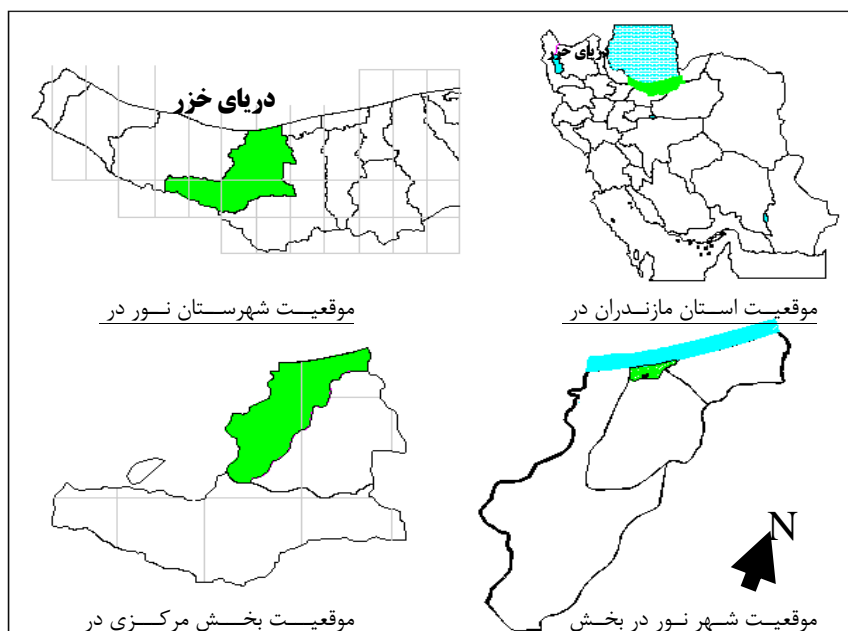 دریای خزر
دریای خزر
موقعیت استان مازندران در
موقعیت شهرستان نور در
N
موقعیت شهر نور در بخش
موقعیت بخش مرکزی در